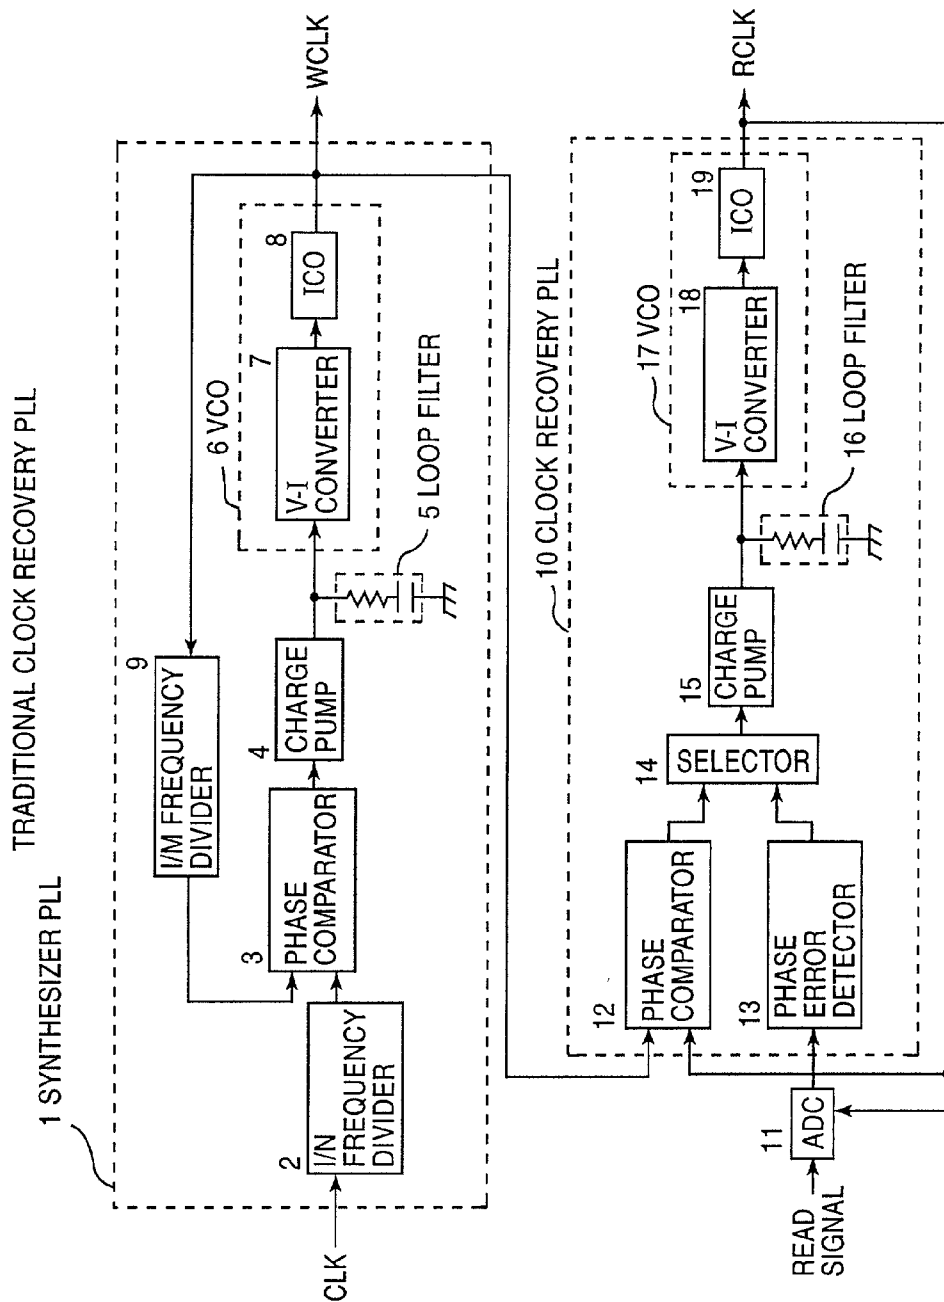 TRADITIONAL CLOCK RECOVERY PLL
1 SYNTHESIZER PLL
CLK
2
I/N
FREQUENCY
DIVIDER
3
PHASE
COMPARATOR
9
I/M FREQUENCY
DIVIDER
4
CHARGE
PUMP
5 LOOP FILTER
6 VCO
7
V-I
CONVERTER
8
ICO
WCLK
10 CLOCK RECOVERY PLL
READ
SIGNAL
11
ADC
12
PHASE
COMPARATOR
13
PHASE
ERROR
DETECTOR
14
SELECTOR
15
CHARGE
PUMP
16 LOOP FILTER
17 VCO
18
V-I
CONVERTER
19
ICO
RCLK